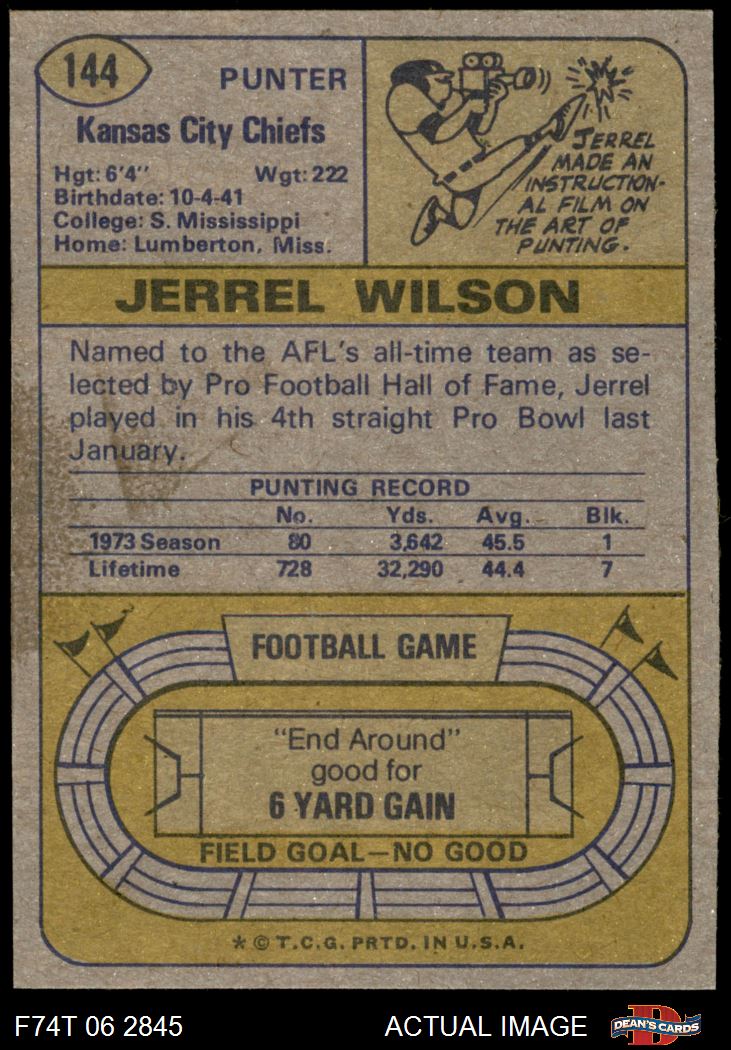 144
PUNTER
Kansas City Chiefs
Hgt: 6'4" Wgt: 222
Birthdate: 10-4-41
College: S. Mississippi
Home: Lumberton, Miss.
JERREL
MADE AN
INSTRUCTION-
AL FILM ON
THE ART OF
PUNTING.
JERREL WILSON
Named to the AFL's all-time team as se-
lected by Pro Football Hall of Fame, Jerrel
played in his 4th straight Pro Bowl last
January.
PUNTING RECORD
No. Yds. Avg. Blk.
1973 Season 80 3,642 45.5 1
Lifetime 728 32,290 44.4 7
FOOTBALL GAME
"End Around"
good for
6 YARD GAIN
FIELD GOAL—NO GOOD
* © T.C.G. PRTD. IN U.S.A.
F74T 06 2845 ACTUAL IMAGE
DEAN'S CARDS